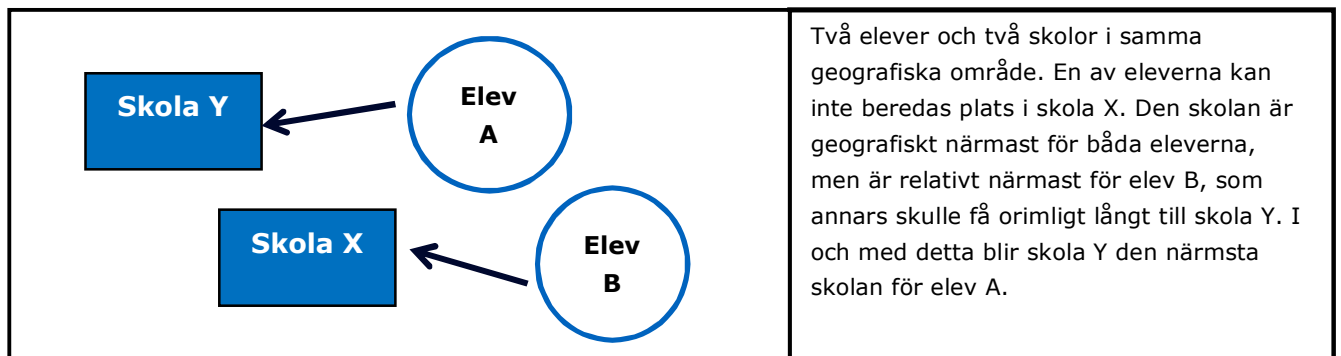 Skola Y
Elev
A
Skola X
Elev
B
Två elever och två skolor i samma
geografiska område. En av eleverna kan
inte beredas plats i skola X. Den skolan är
geografiskt närmast för båda eleverna,
men är relativt närmast för elev B, som
annars skulle få orimligt långt till skola Y. I
och med detta blir skola Y den närmsta
skolan för elev A.